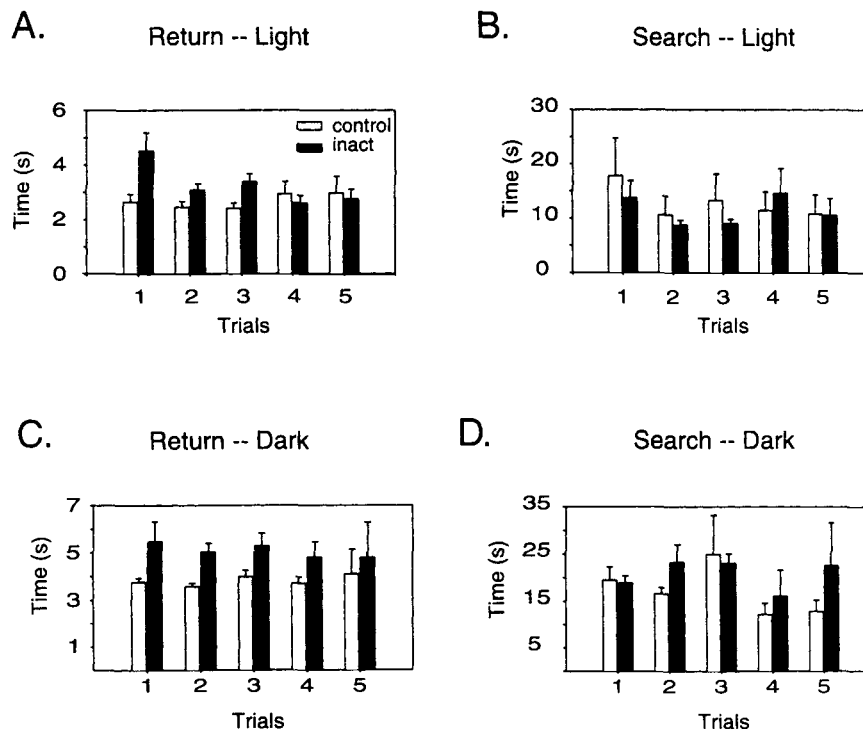 A.
Return -- Light
Time (s)
6
4
2
0
control
inact
1 2 3 4 5
Trials
B.
Search -- Light
Time (s)
30
20
10
0
1 2 3 4 5
Trials
C.
Return -- Dark
Time (s)
7
5
3
1
1 2 3 4 5
Trials
D.
Search -- Dark
Time (s)
35
25
15
5
1 2 3 4 5
Trials